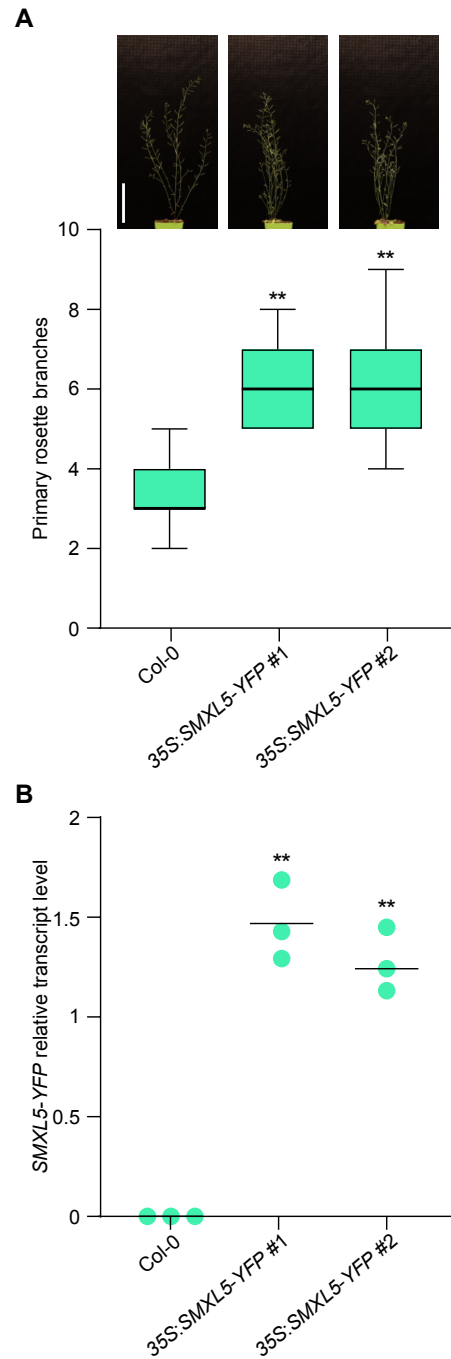 A
10
8
6
4
2
0
Primary rosette branches
**
**
Col-0
35S:SMXL5-YFP #1
35S:SMXL5-YFP #2
B
2
1.5
1
0.5
0
SMXL5-YFP relative transcript level
**
**
Col-0
35S:SMXL5-YFP #1
35S:SMXL5-YFP #2